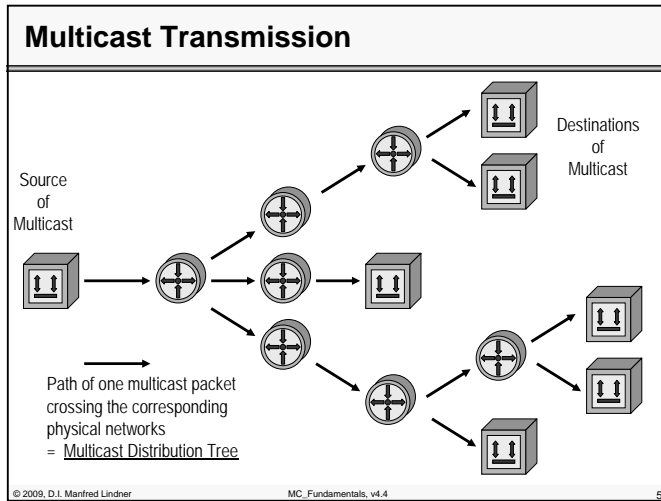 Multicast Transmission
Destinations
of
Multicast
Source
of
Multicast
Path of one multicast packet
crossing the corresponding
physical networks
= Multicast Distribution Tree
© 2009, D.I. Manfred Lindner
MC_Fundamentals, v4.4
5